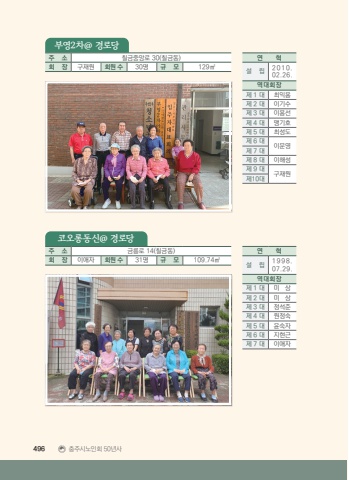 부영2차@ 경로당
주 소 칠금중앙로 30(칠금동)
회 장 구재원 회원 수 30명 규 모 129㎡
연 혁
설 립 2010. 02.26.
역대회장
제 1 대 최익음
제 2 대 이기수
제 3 대 이용선
제 4 대 맹기호
제 5 대 최성도
제 6 대 이문영
제 7 대
제 8 대 이해성
제 9 대 구재원
제10대
코오롱동신@ 경로당
주 소 금릉로 14(칠금동)
회 장 이애자 회원 수 31명 규 모 109.74㎡
연 혁
설 립 1998. 07.29.
역대회장
제 1 대 미 상
제 2 대 미 상
제 3 대 정석준
제 4 대 원정숙
제 5 대 윤숙자
제 6 대 지현근
제 7 대 이애자
496 충주시노인회 50년사